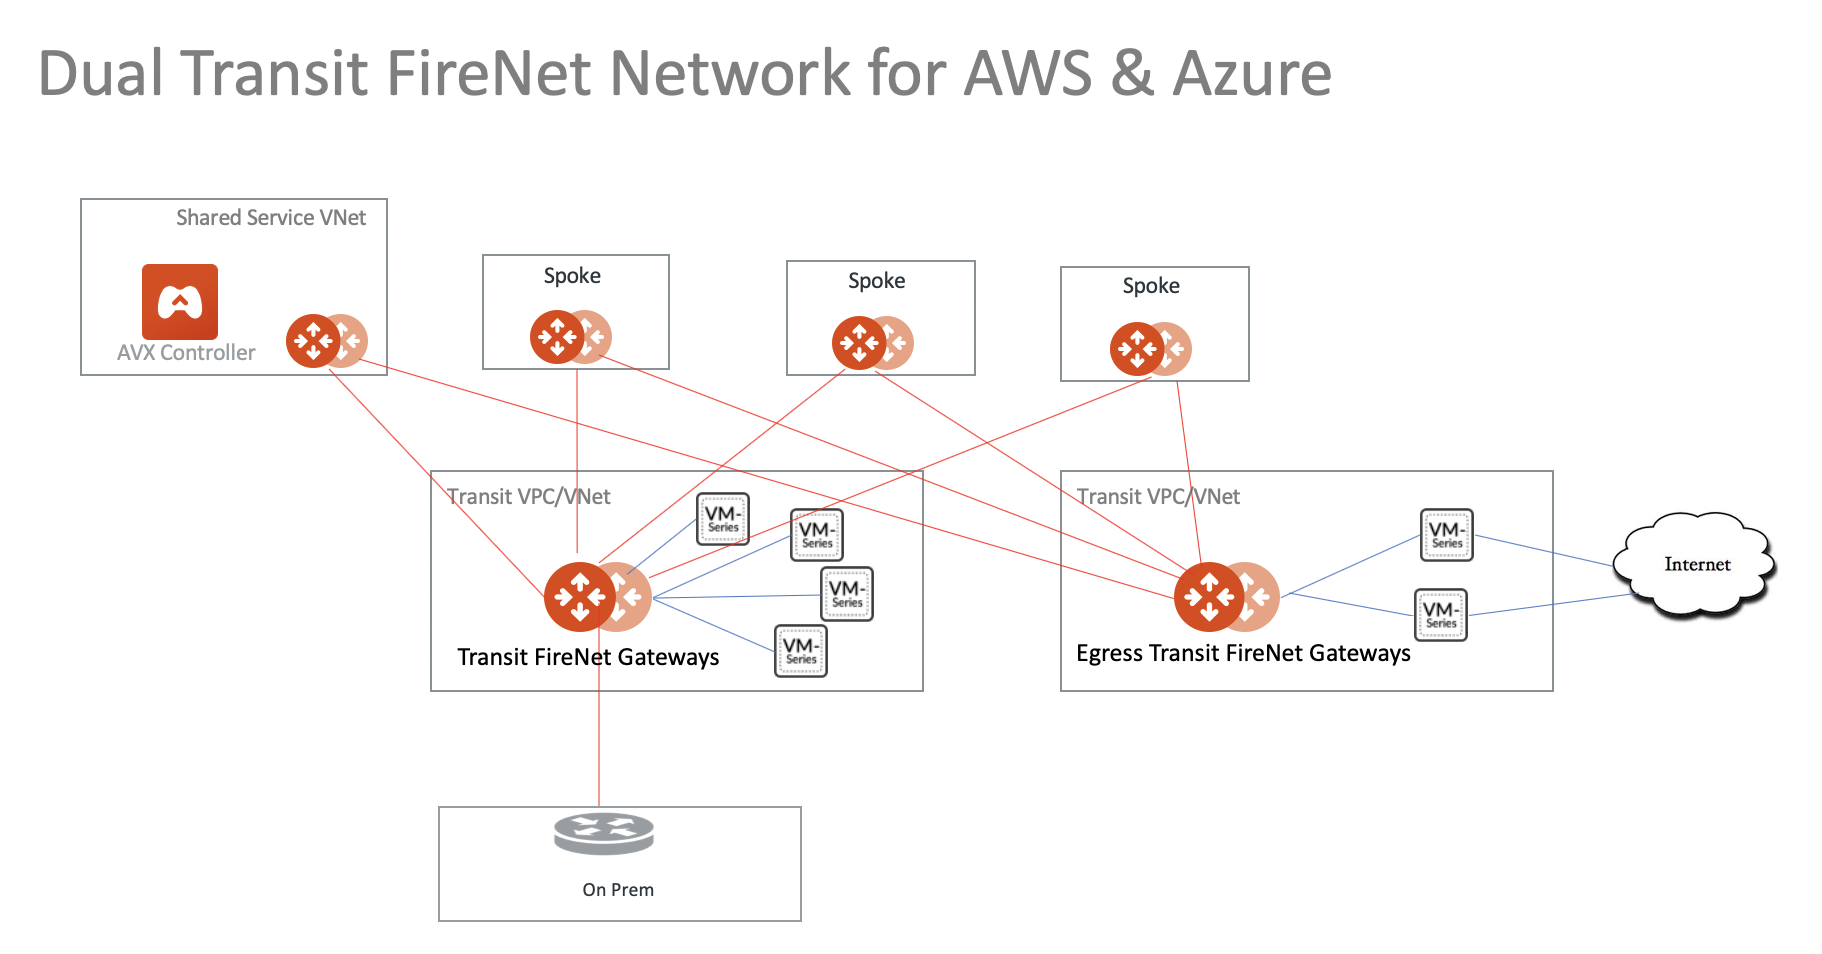 Dual Transit FireNet Network for AWS & Azure
Shared Service VNet
AVX Controller
Spoke
Spoke
Spoke
Transit VPC/VNet
VM-
Series
VM-
Series
VM-
Series
VM-
Series
Transit FireNet Gateways
Transit VPC/VNet
VM-
Series
VM-
Series
Egress Transit FireNet Gateways
Internet
On Prem